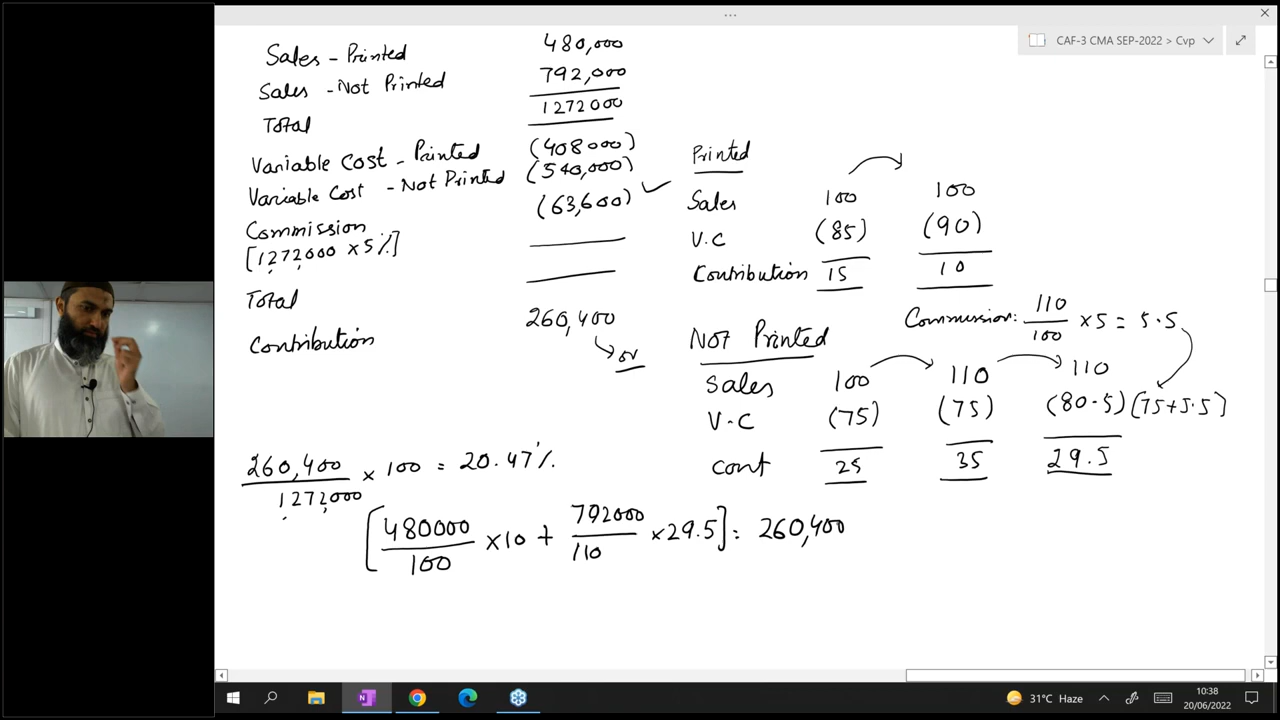 CAF-3 CMA SEP-2022 > Cvp
Sales - Printed 480,000
Sales - Not Printed 792,000
Total 1272000
Variable Cost - Printed (408000)
Variable Cost - Not Printed (540,000)
Commission (63,600)
[1272000 x5%]
Total
Contribution 260,400
or
Printed
Sales 100 100
V.C (85) (90)
Contribution 15 10
Commission: 110/100 x5 = 5.5
NOT Printed
Sales 100 110 110
V.C (75) (75) (80.5) [75+5.5]
Cont 25 35 29.5
260,400/1272000 x 100 = 20.47%
[480000/100 x10 + 792000/110 x29.5] = 260,400
31°C Haze
10:38
20/06/2022